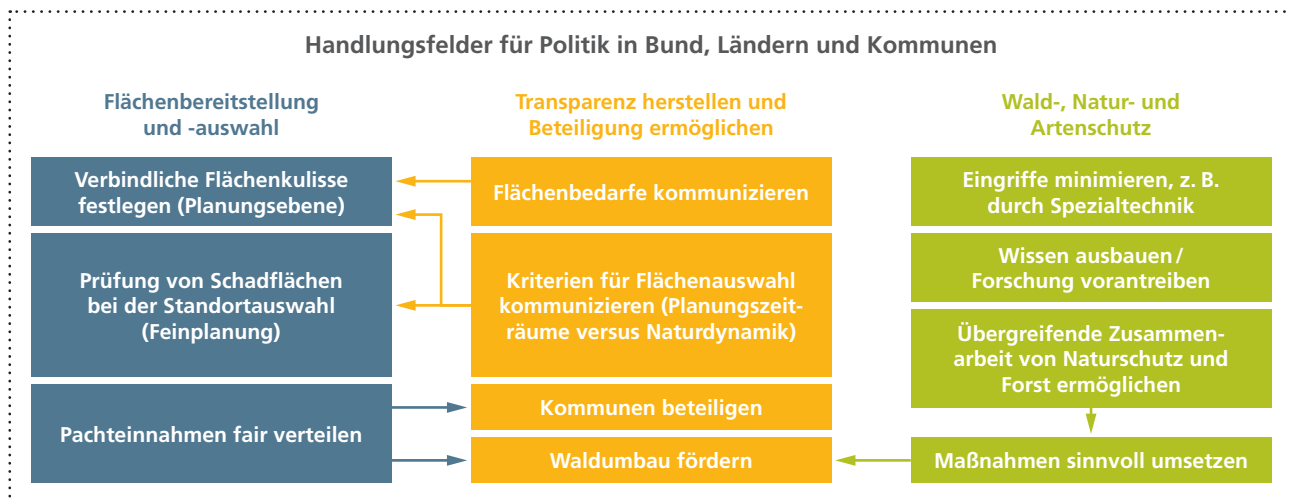 Handlungsfelder für Politik in Bund, Ländern und Kommunen
Flächenbereitstellung
und -auswahl
Verbindliche Flächenkulisse
festlegen (Planungsebene)
Prüfung von Schadflächen
bei der Standortauswahl
(Feinplanung)
Pachteinnahmen fair verteilen
Transparenz herstellen und
Beteiligung ermöglichen
Flächenbedarfe kommunizieren
Kriterien für Flächenauswahl
kommunizieren (Planungszeit-
räume versus Naturdynamik)
Kommunen beteiligen
Waldumbau fördern
Wald-, Natur- und
Artenschutz
Eingriffe minimieren, z. B.
durch Spezialtechnik
Wissen ausbauen /
Forschung vorantreiben
Übergreifende Zusammen-
arbeit von Naturschutz und
Forst ermöglichen
Maßnahmen sinnvoll umsetzen